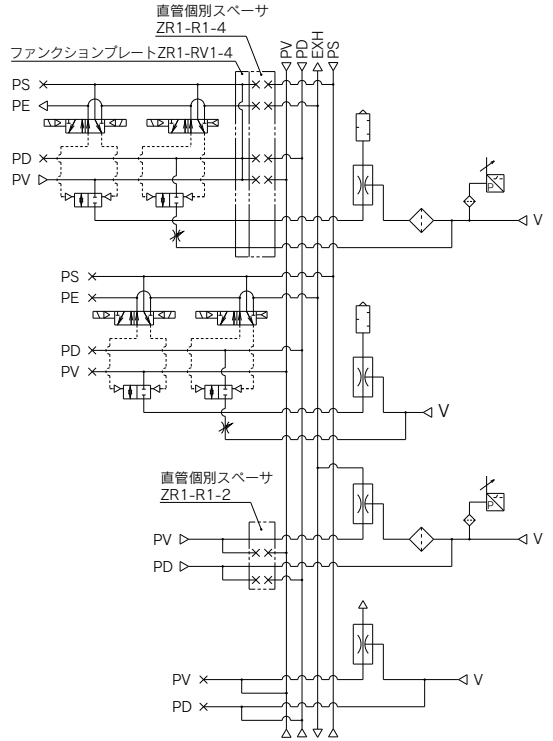 直管個別スペーサ
ZR1-R1-4
ファンクションプレートZR1-RV1-4
PV
PD
EXH
PS
PS
PE
PD
PV
P
V
PS
PE
PD
PV
V
直管個別スペーサ
ZR1-R1-2
P
PV
V
PD
PV
V
PD